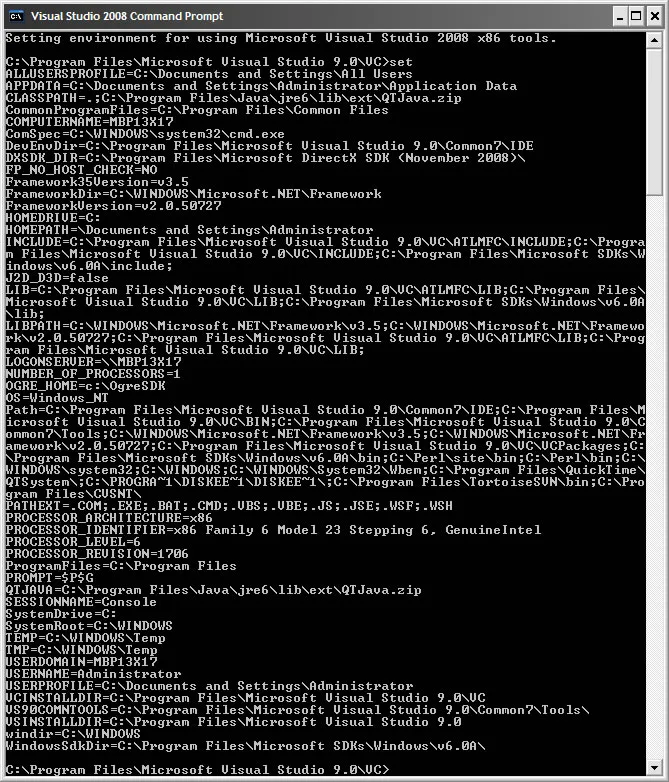 Visual Studio 2008 Command Prompt
Setting environment for using Microsoft Visual Studio 2008 x86 tools.
C:\Program Files\Microsoft Visual Studio 9.0\VC>set
ALLUSERSPROFILE=C:\Documents and Settings\All Users
APPDATA=C:\Documents and Settings\Administrator\Application Data
CLASSPATH=.;C:\Program Files\Java\jre6\lib\ext\QTJava.zip
CommonProgramFiles=C:\Program Files\Common Files
COMPUTERNAME=MBP13X17
ComSpec=C:\WINDOWS\system32\cmd.exe
DevEnvDir=C:\Program Files\Microsoft Visual Studio 9.0\Common7\IDE
DXSDK_DIR=C:\Program Files\Microsoft DirectX SDK (November 2008)\
FP_NO_HOST_CHECK=NO
Framework35Version=v3.5
FrameworkDir=C:\WINDOWS\Microsoft.NET\Framework
FrameworkVersion=v2.0.50727
HOMEDRIVE=C:
HOMEPATH=\Documents and Settings\Administrator
INCLUDE=C:\Program Files\Microsoft Visual Studio 9.0\VC\ATLMFC\INCLUDE;C:\Progra
m Files\Microsoft Visual Studio 9.0\VC\INCLUDE;C:\Program Files\Microsoft SDKs\W
indows\v6.0A\include;
J2D_D3D=false
LIB=C:\Program Files\Microsoft Visual Studio 9.0\VC\ATLMFC\LIB;C:\Program Files\
Microsoft Visual Studio 9.0\VC\LIB;C:\Program Files\Microsoft SDKs\Windows\v6.0A
\lib;
LIBPATH=C:\WINDOWS\Microsoft.NET\Framework\v3.5;C:\WINDOWS\Microsoft.NET\Framewo
rk\v2.0.50727;C:\Program Files\Microsoft Visual Studio 9.0\VC\ATLMFC\LIB;C:\Prog
ram Files\Microsoft Visual Studio 9.0\VC\LIB;
LOGONSERVER=\\MBP13X17
NUMBER_OF_PROCESSORS=1
OGRE_HOME=c:\OgreSDK
OS=Windows_NT
Path=C:\Program Files\Microsoft Visual Studio 9.0\Common7\IDE;C:\Program Files\M
icrosoft Visual Studio 9.0\VC\BIN;C:\Program Files\Microsoft Visual Studio 9.0\C
ommon7\Tools;C:\WINDOWS\Microsoft.NET\Framework\v3.5;C:\WINDOWS\Microsoft.NET\Fr
amework\v2.0.50727;C:\Program Files\Microsoft Visual Studio 9.0\VC\VCPackages;C:
\Program Files\Microsoft SDKs\Windows\v6.0A\bin;C:\Perl\site\bin;C:\Perl\bin;C:\
WINDOWS\system32;C:\WINDOWS;C:\WINDOWS\System32\Wbem;C:\Program Files\QuickTime\
QTSystem\;C:\PROGRA~1\DISKEE~1\DISKEE~1\;C:\Program Files\TortoiseSVN\bin;C:\Pro
gram Files\CVSNT\
PATHEXT=.COM;.EXE;.BAT;.CMD;.VBS;.VBE;.JS;.JSE;.WSF;.WSH
PROCESSOR_ARCHITECTURE=x86
PROCESSOR_IDENTIFIER=x86 Family 6 Model 23 Stepping 6, GenuineIntel
PROCESSOR_LEVEL=6
PROCESSOR_REVISION=1706
ProgramFiles=C:\Program Files
PROMPT=$P$G
QTJAVA=C:\Program Files\Java\jre6\lib\ext\QTJava.zip
SESSIONNAME=Console
SystemDrive=C:
SystemRoot=C:\WINDOWS
TEMP=C:\WINDOWS\Temp
TMP=C:\WINDOWS\Temp
USERDOMAIN=MBP13X17
USERNAME=Administrator
USERPROFILE=C:\Documents and Settings\Administrator
VCINSTALLDIR=C:\Program Files\Microsoft Visual Studio 9.0\VC
VS90COMNTOOLS=C:\Program Files\Microsoft Visual Studio 9.0\Common7\Tools\
VSINSTALLDIR=C:\Program Files\Microsoft Visual Studio 9.0
windir=C:\WINDOWS
WindowsSdkDir=C:\Program Files\Microsoft SDKs\Windows\v6.0A\
C:\Program Files\Microsoft Visual Studio 9.0\VC>